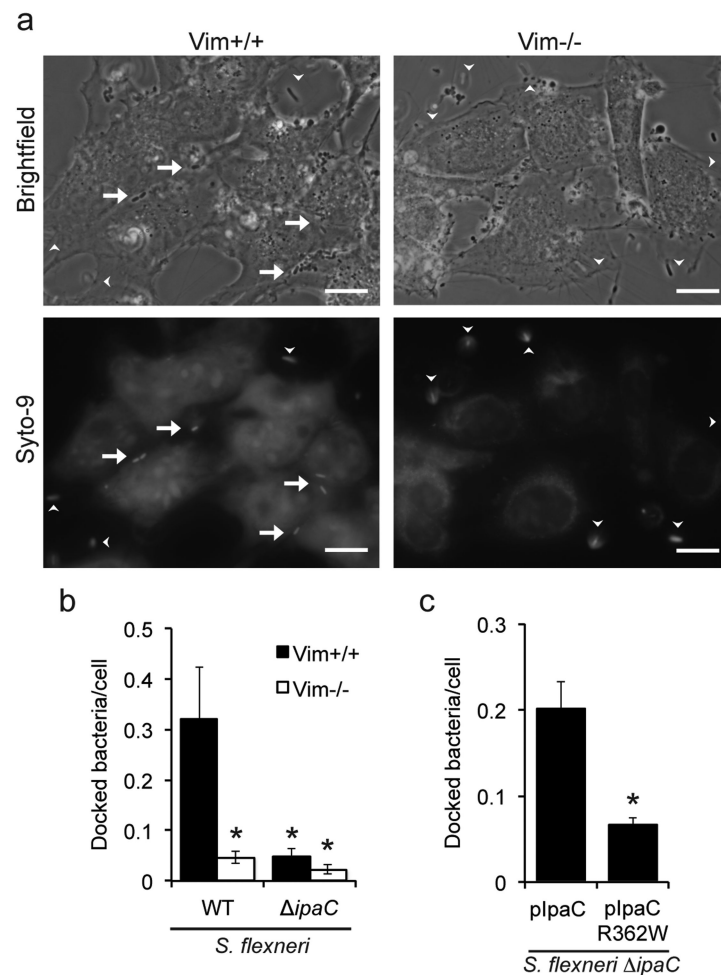 a
Vim+/+
Vim-/-
Brightfield
Syto-9
b
Docked bacteria/cell
0.5
0.4
0.3
0.2
0.1
0
Vim+/+
Vim-/-
*
*
*
WT
ΔipaC
S. flexneri
c
Docked bacteria/cell
0.3
0.2
0.1
0
*
pIpaC
pIpaC
R362W
S. flexneri ΔipaC